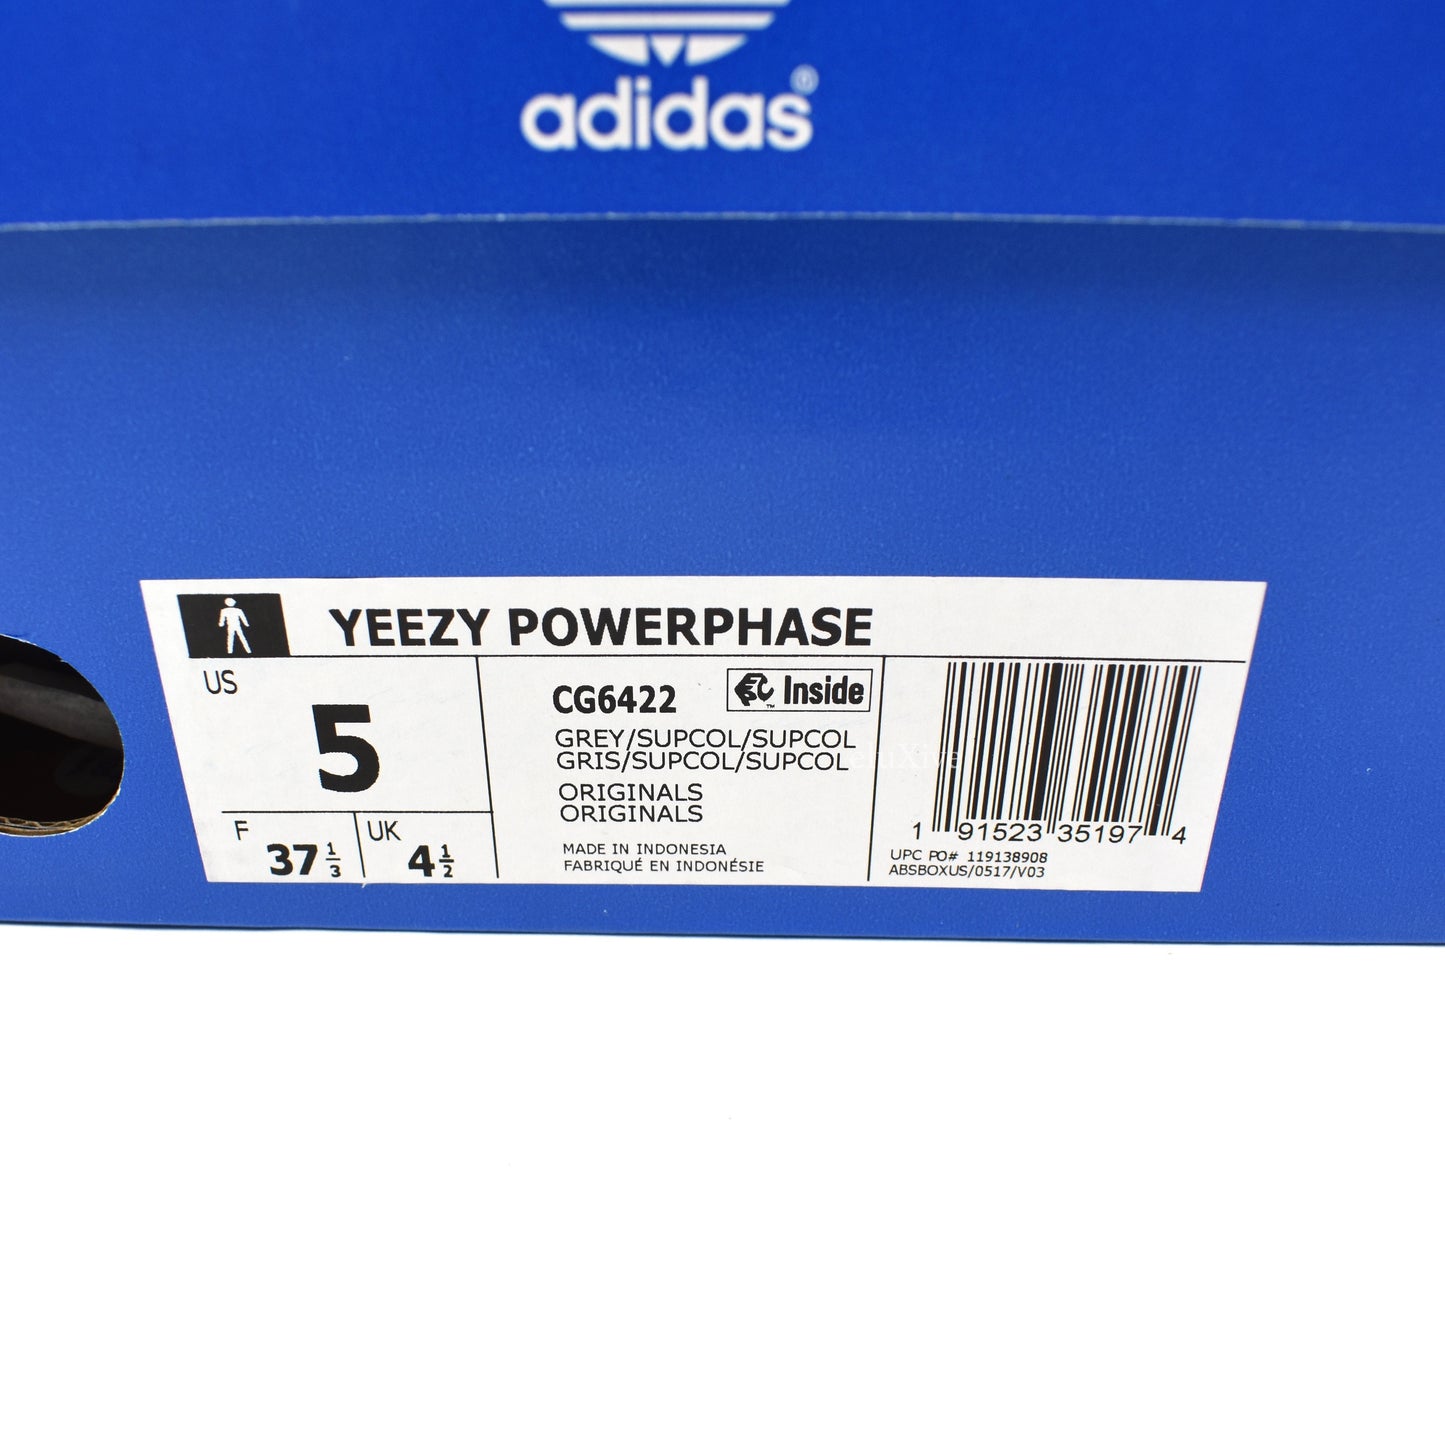 adidas®
YEEZY POWERPHASE
US
5
F 37 1/3
UK 4 1/2
CG6422
Inside™
GREY/SUPCOL/SUPCOL
GRIS/SUPCOL/SUPCOL
ORIGINALS
ORIGINALS
MADE IN INDONESIA
FABRIQUÉ EN INDONÉSIE
1 91523 35197 4
UPC PO# 119138908
ABSBOXUS/0517/V03